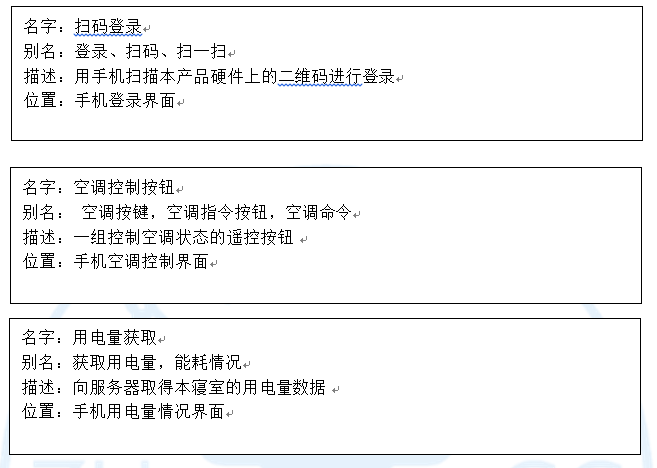 名字：扫码登录
别名：登录、扫码、扫一扫
描述：用手机扫描本产品硬件上的二维码进行登录
位置：手机登录界面
名字：空调控制按钮
别名： 空调按键，空调指令按钮，空调命令
描述：一组控制空调状态的遥控按钮
位置：手机空调控制界面
名字：用电量获取
别名：获取用电量，能耗情况
描述：向服务器取得本寝室的用电量数据
位置：手机用电量情况界面